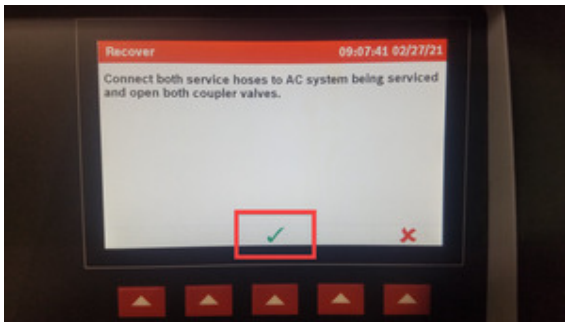 Recover 09:07:41 02/27/21
Connect both service hoses to AC system being serviced
and open both coupler valves.